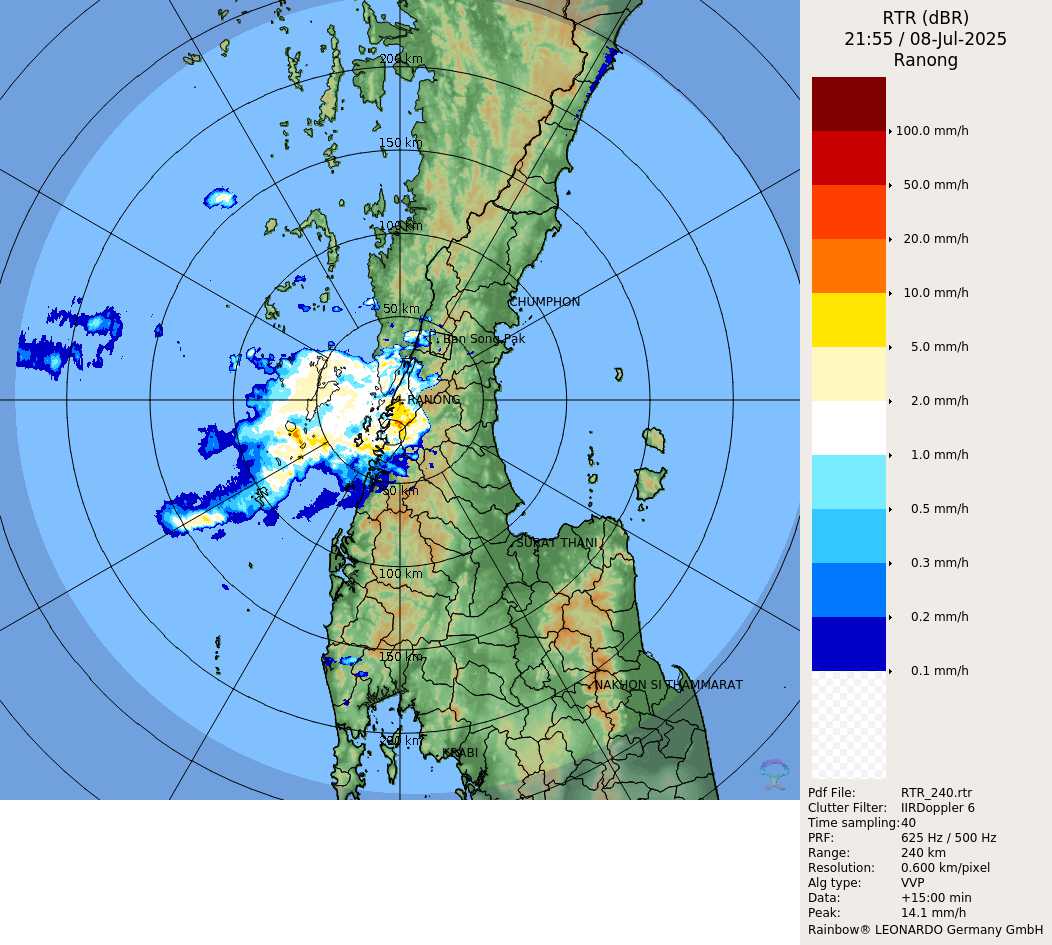 RTR (dBR)
21:55 / 08-Jul-2025
Ranong
200 km
150 km
100 km
50 km
CHUMPHON
Ban Song Pak
RANONG
50 km
SURAT THANI
100 km
150 km
NAKHON SI THAMMARAT
200 km
KRABI
100.0 mm/h
50.0 mm/h
20.0 mm/h
10.0 mm/h
5.0 mm/h
2.0 mm/h
1.0 mm/h
0.5 mm/h
0.3 mm/h
0.2 mm/h
0.1 mm/h
Pdf File: RTR_240.rtr
Clutter Filter: IIRDoppler 6
Time sampling:40
PRF: 625 Hz / 500 Hz
Range: 240 km
Resolution: 0.600 km/pixel
Alg type: VVP
Data: +15:00 min
Peak: 14.1 mm/h
Rainbow® LEONARDO Germany GmbH